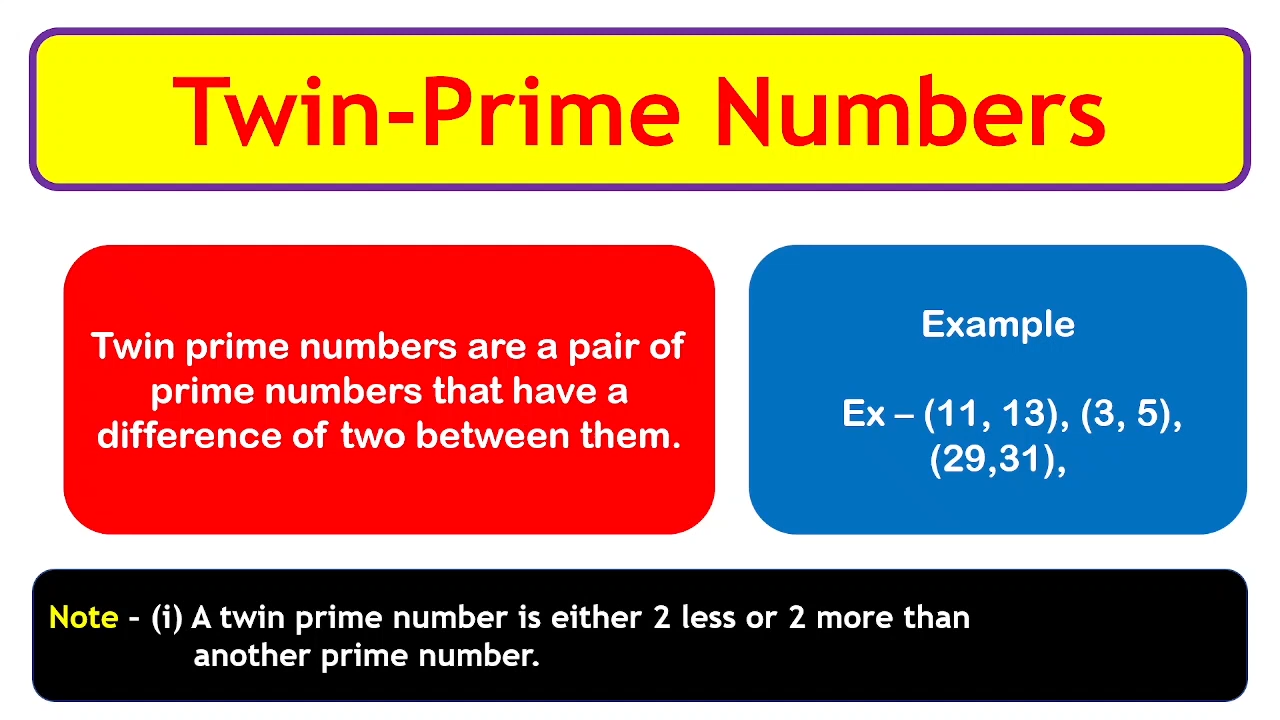 Twin-Prime Numbers
Twin prime numbers are a pair of
prime numbers that have a
difference of two between them.
Example
Ex – (11, 13), (3, 5),
(29,31),
Note - (i) A twin prime number is either 2 less or 2 more than
another prime number.